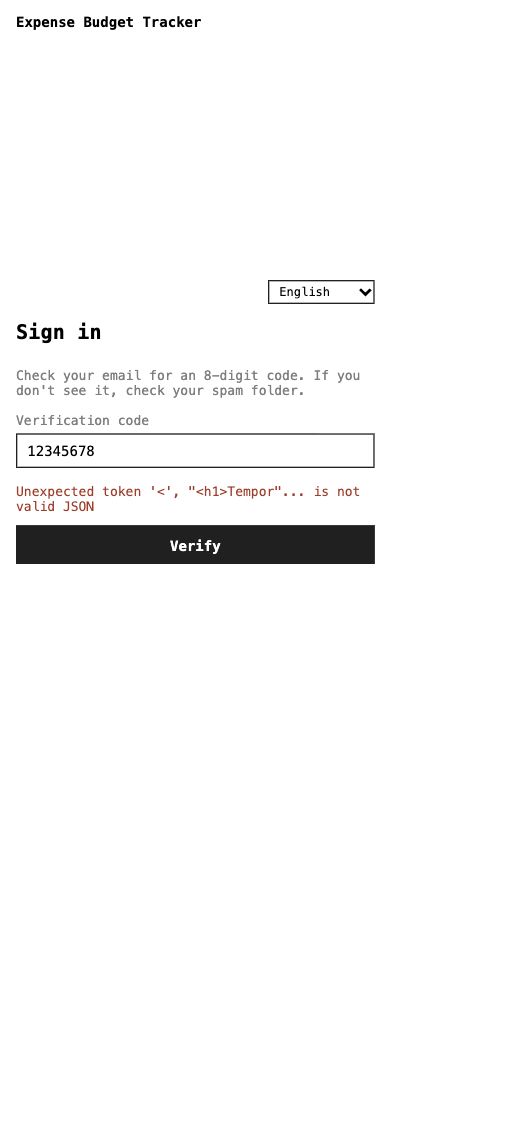 Expense Budget Tracker
English
Sign in
Check your email for an 8-digit code. If you
don't see it, check your spam folder.
Verification code
12345678
Unexpected token '<', "<h1>Tempor"... is not
valid JSON
Verify